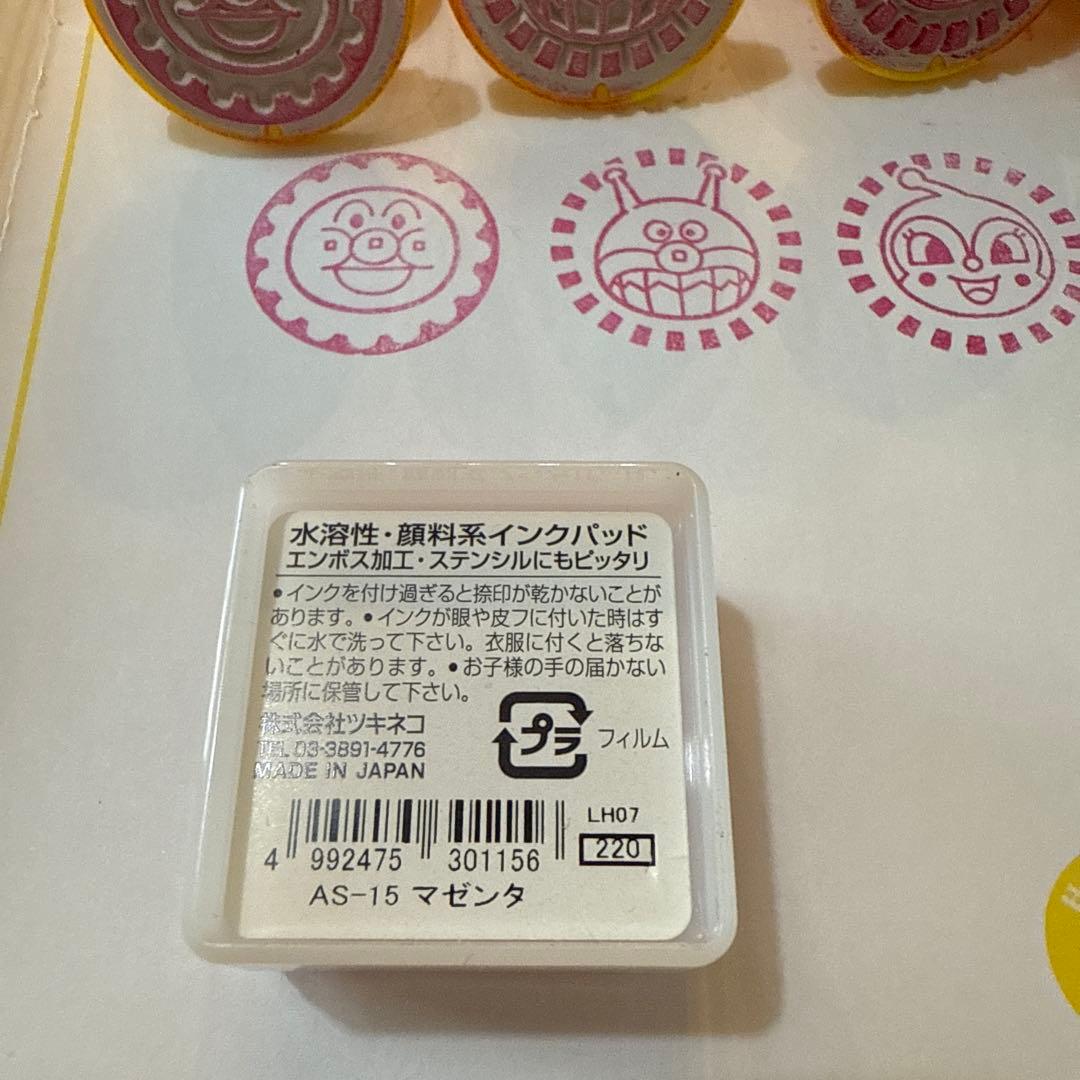 水溶性・顔料系インクパッド
エンボス加工・ステンシルにもピッタリ
•インクを付け過ぎると捺印が乾かないことが
あります。•インクが眼や皮フに付いた時はす
ぐに水で洗って下さい。衣服に付くと落ちな
いことがあります。•お子様の手の届かない
場所に保管して下さい。
株式会社ツキネコ
TEL 03-3891-4776
MADE IN JAPAN
プラ フィルム
LH07
220
4 992475 301156
AS-15 マゼンタ